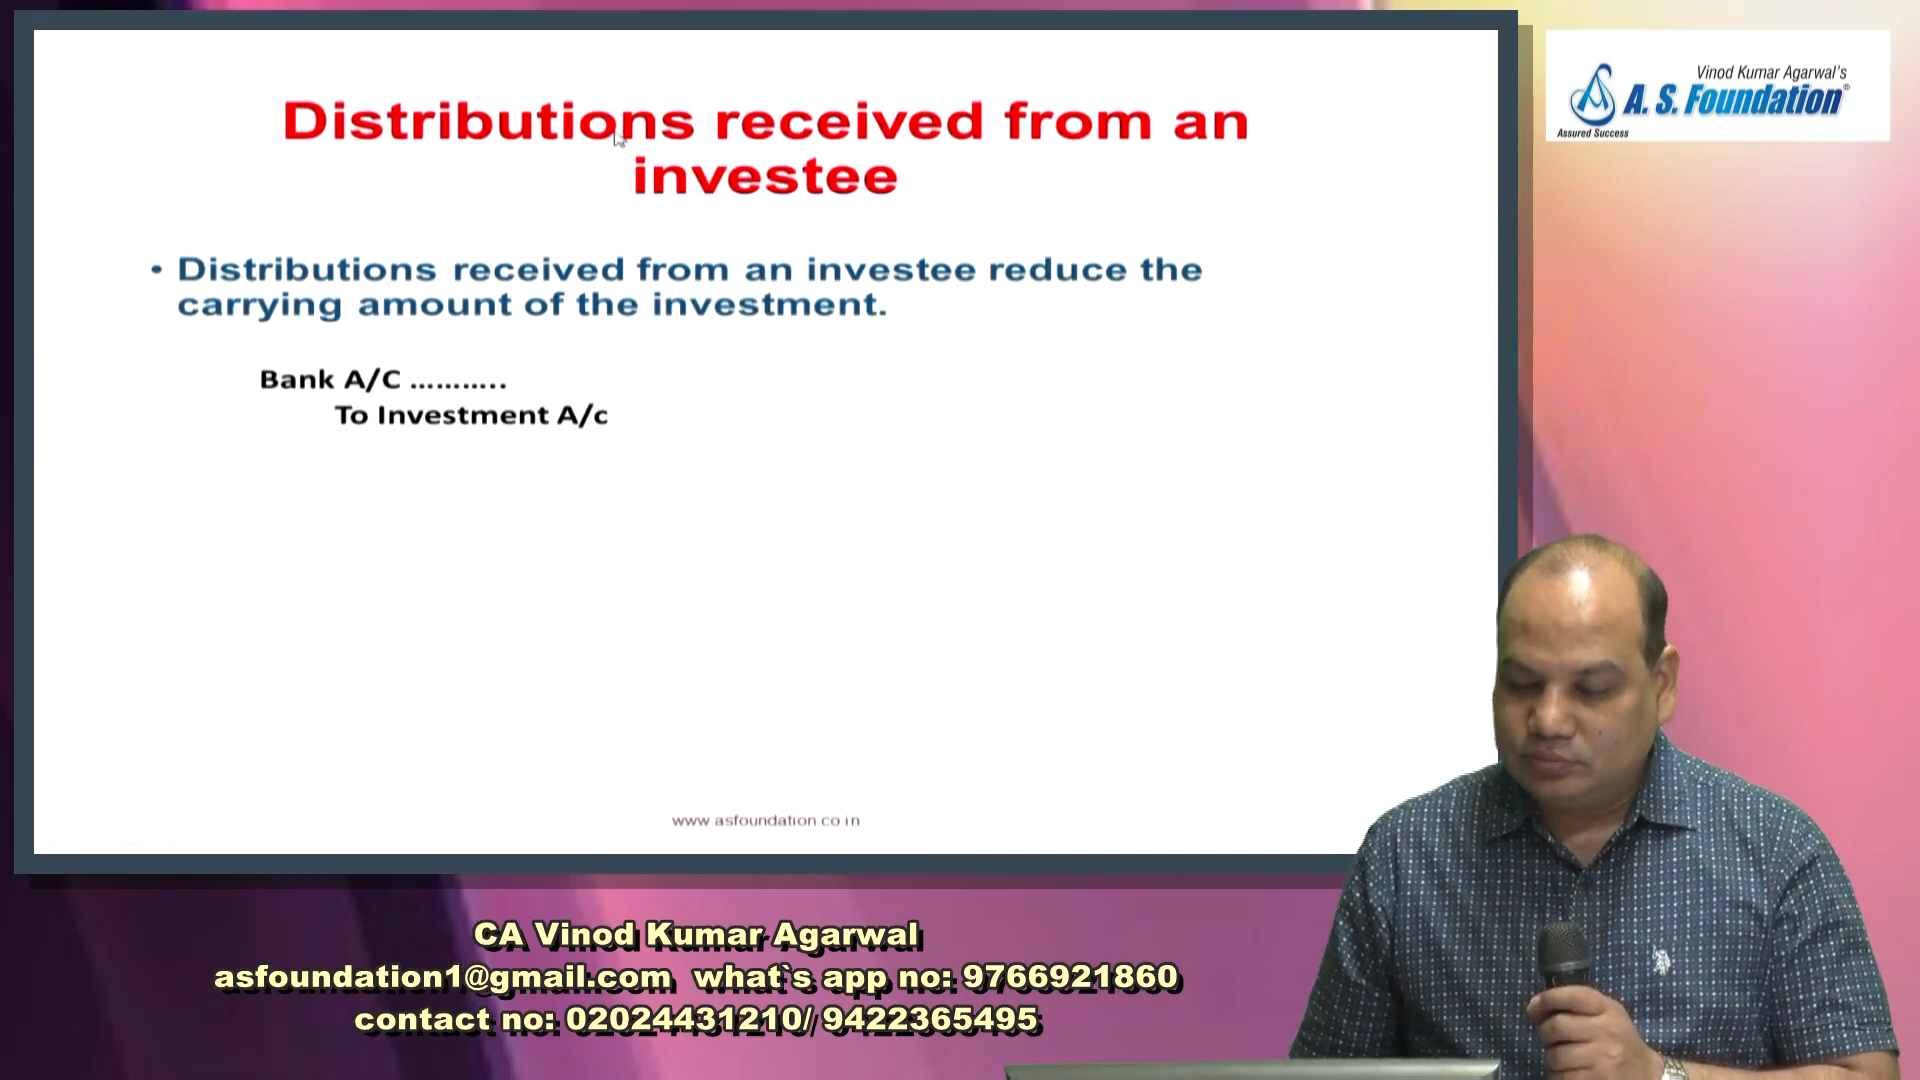 Distributions received from an
investee
• Distributions received from an investee reduce the
carrying amount of the investment.
Bank A/C ...........
To Investment A/c
www asfoundation co in
Vinod Kumar Agarwal's
A. S. Foundation®
Assured Success
CA Vinod Kumar Agarwal
asfoundation1@gmail.com what`s app no: 9766921860
contact no: 02024431210/ 9422365495